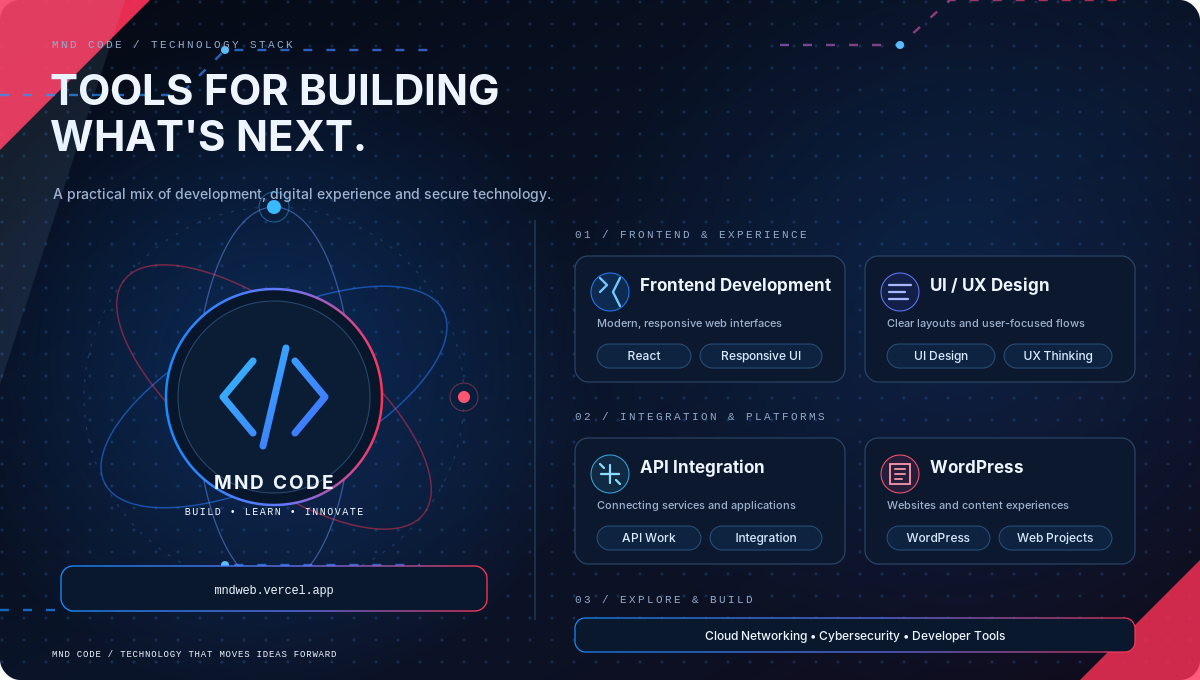 MND CODE / TECHNOLOGY STACK
TOOLS FOR BUILDING
WHAT'S NEXT.
A practical mix of development, digital experience and secure technology.
MND CODE
BUILD • LEARN • INNOVATE
mndweb.vercel.app
MND CODE / TECHNOLOGY THAT MOVES IDEAS FORWARD
01 / FRONTEND & EXPERIENCE
Frontend Development
Modern, responsive web interfaces
React
Responsive UI
UI / UX Design
Clear layouts and user-focused flows
UI Design
UX Thinking
02 / INTEGRATION & PLATFORMS
API Integration
Connecting services and applications
API Work
Integration
WordPress
Websites and content experiences
WordPress
Web Projects
03 / EXPLORE & BUILD
Cloud Networking • Cybersecurity • Developer Tools